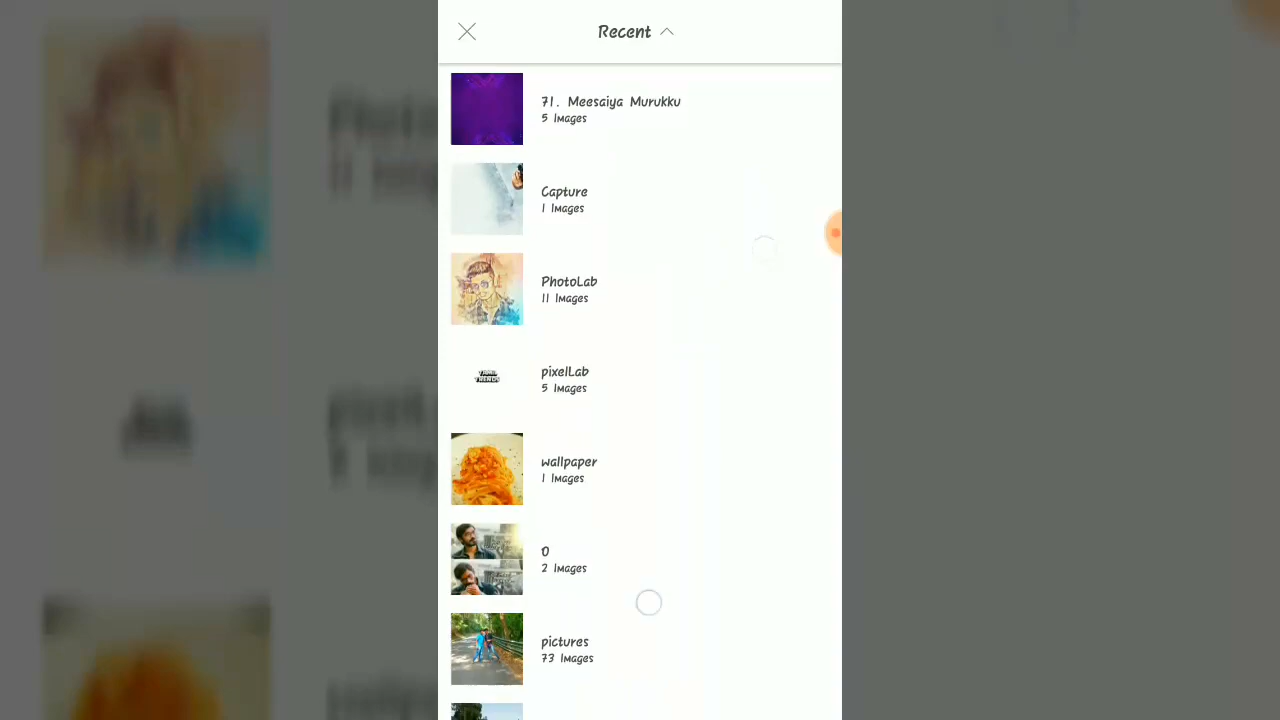 Recent
71. Meesaiya Murukku
5 Images
Capture
1 Images
PhotoLab
11 Images
pixelLab
5 Images
wallpaper
1 Images
0
2 Images
pictures
73 Images